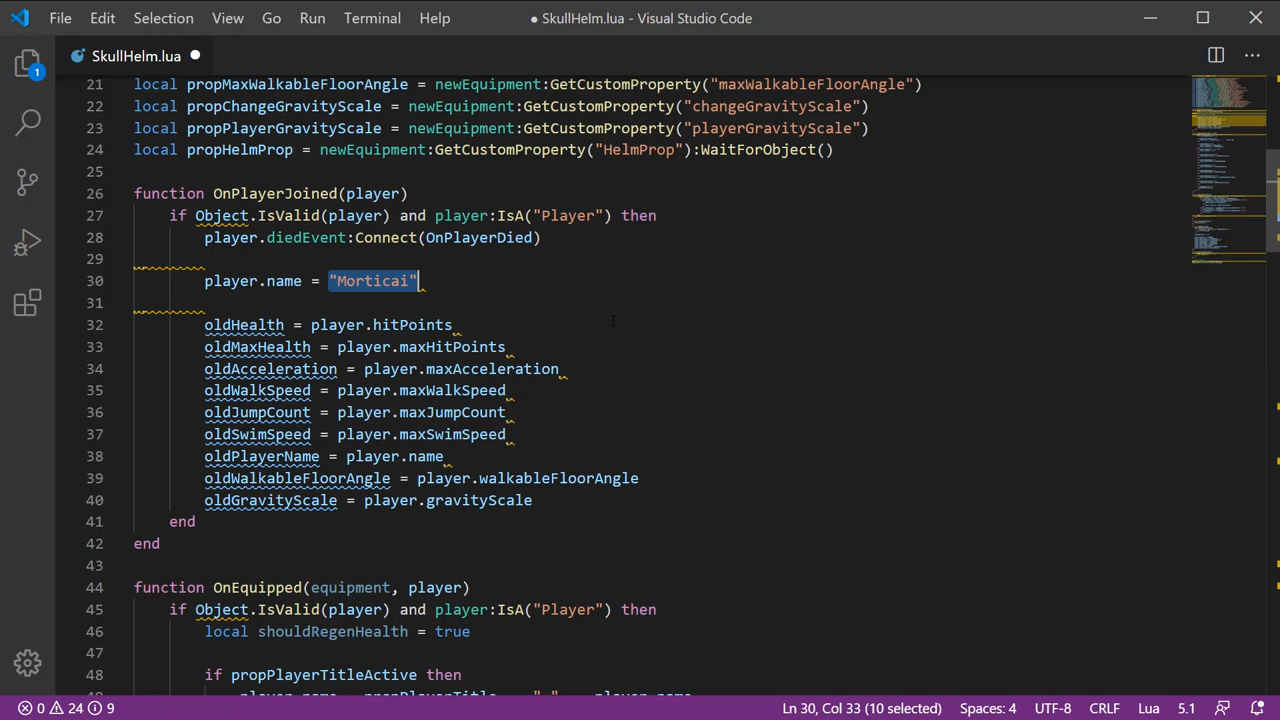 File Edit Selection View Go Run Terminal Help ● SkullHelm.lua - Visual Studio Code
SkullHelm.lua
1
21 local propMaxWalkableFloorAngle = newEquipment:GetCustomProperty("maxWalkableFloorAngle")
22 local propChangeGravityScale = newEquipment:GetCustomProperty("changeGravityScale")
23 local propPlayerGravityScale = newEquipment:GetCustomProperty("playerGravityScale")
24 local propHelmProp = newEquipment:GetCustomProperty("HelmProp"):WaitForObject()
25
26 function OnPlayerJoined(player)
27 if Object.IsValid(player) and player:IsA("Player") then
28 player.diedEvent:Connect(OnPlayerDied)
29
30 player.name = "Morticai"
31
32 oldHealth = player.hitPoints
33 oldMaxHealth = player.maxHitPoints
34 oldAcceleration = player.maxAcceleration
35 oldWalkSpeed = player.maxWalkSpeed
36 oldJumpCount = player.maxJumpCount
37 oldSwimSpeed = player.maxSwimSpeed
38 oldPlayerName = player.name
39 oldWalkableFloorAngle = player.walkableFloorAngle
40 oldGravityScale = player.gravityScale
41 end
42 end
43
44 function OnEquipped(equipment, player)
45 if Object.IsValid(player) and player:IsA("Player") then
46 local shouldRegenHealth = true
47
48 if propPlayerTitleActive then
0 24 9 Ln 30, Col 33 (10 selected) Spaces: 4 UTF-8 CRLF Lua 5.1